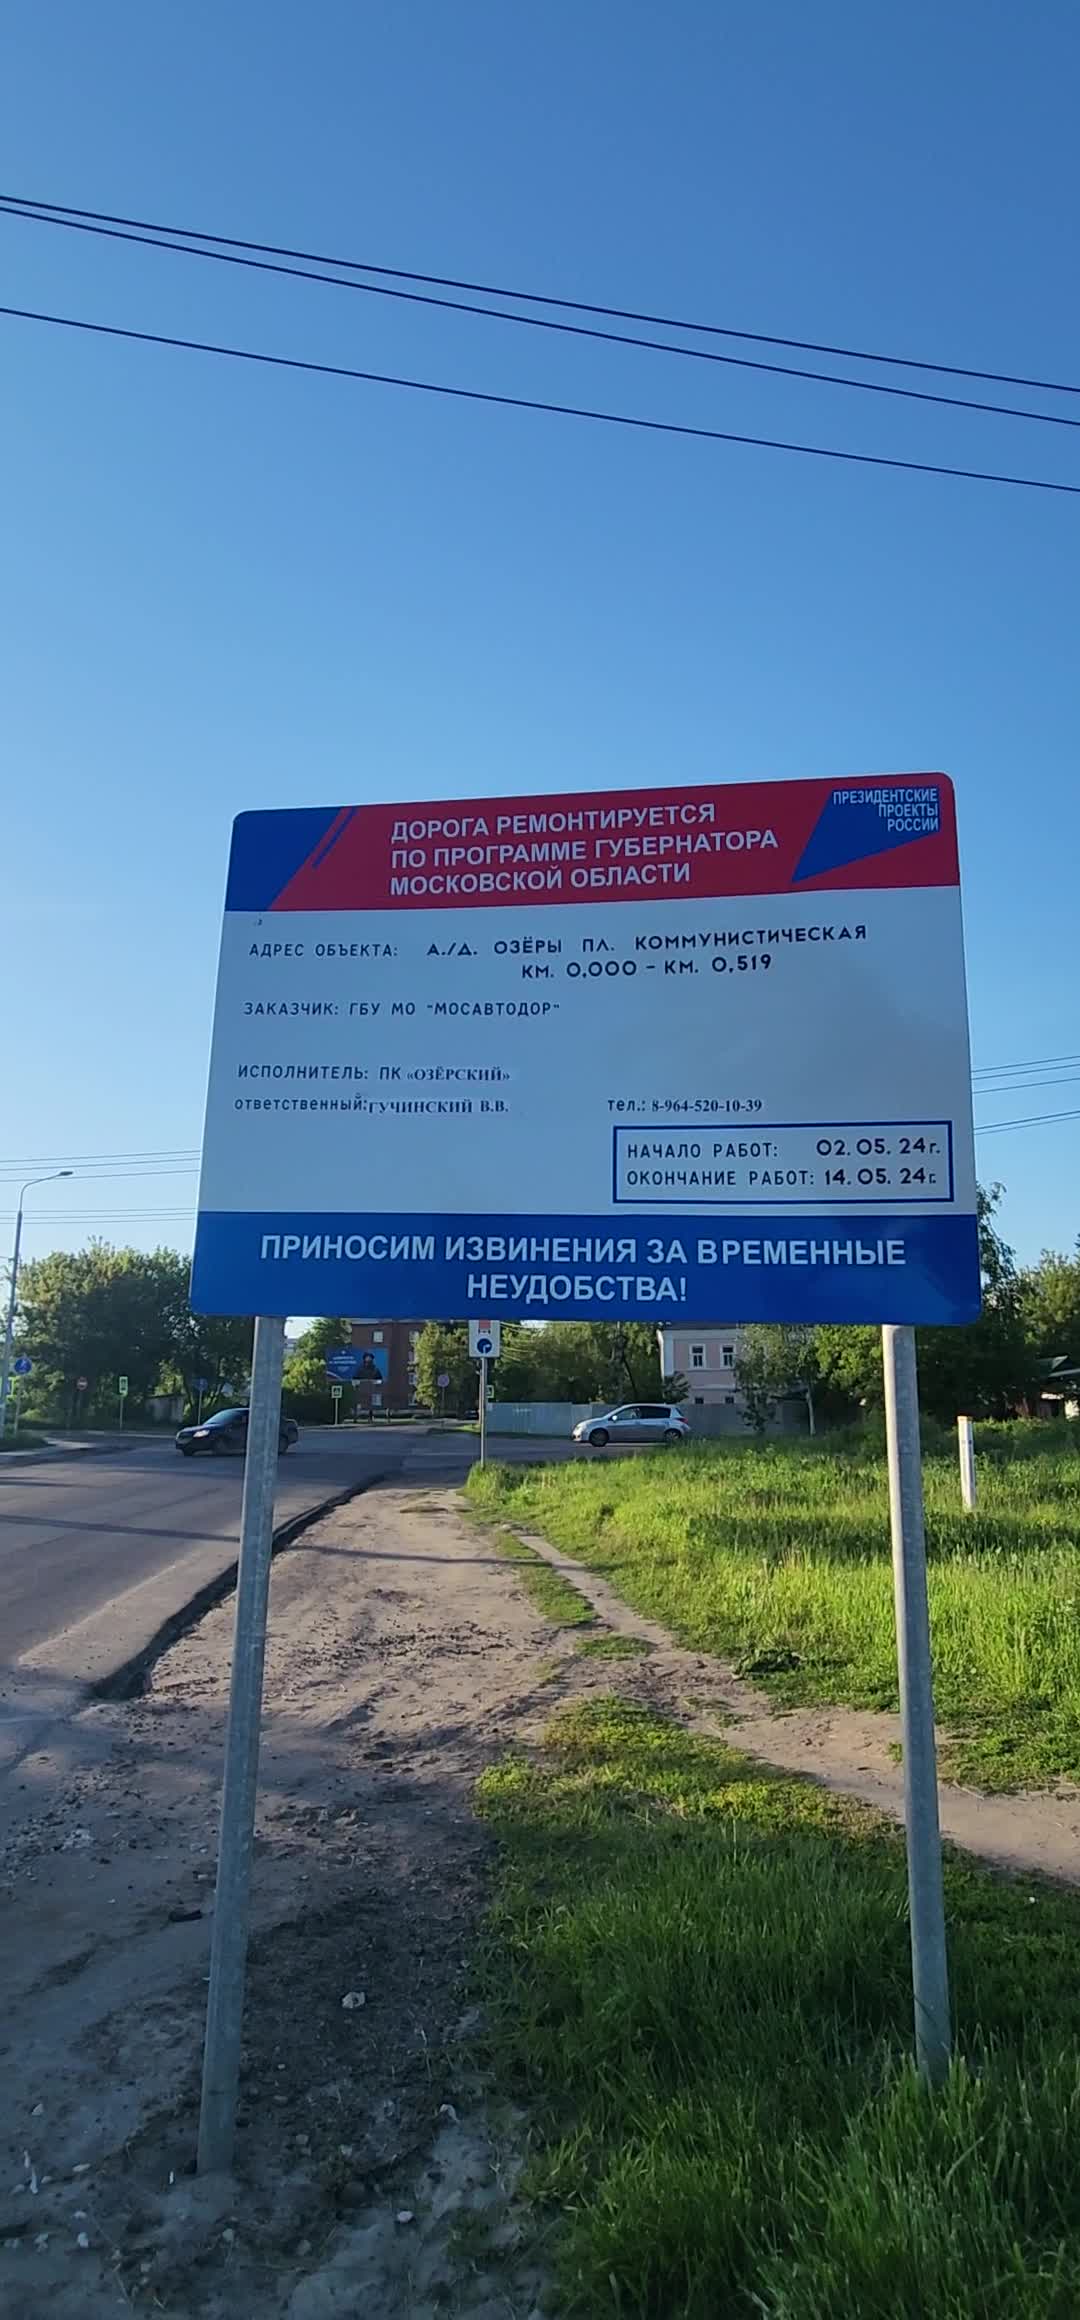 ДОРОГА РЕМОНТИРУЕТСЯ
ПО ПРОГРАММЕ ГУБЕРНАТОРА
МОСКОВСКОЙ ОБЛАСТИ
ПРЕЗИДЕНТСКИЕ
ПРОЕКТЫ
РОССИИ
АДРЕС ОБЪЕКТА: А./Д. ОЗЁРЫ ПЛ. КОММУНИСТИЧЕСКАЯ
КМ. 0,000 - КМ. 0,519
ЗАКАЗЧИК: ГБУ МО "МОСАВТОДОР"
ИСПОЛНИТЕЛЬ: ПК «ОЗЁРСКИЙ»
ответственный: ГУЧИНСКИЙ В.В. тел.: 8-964-520-10-39
НАЧАЛО РАБОТ: 02.05.24г.
ОКОНЧАНИЕ РАБОТ: 14.05.24г.
ПРИНОСИМ ИЗВИНЕНИЯ ЗА ВРЕМЕННЫЕ
НЕУДОБСТВА!